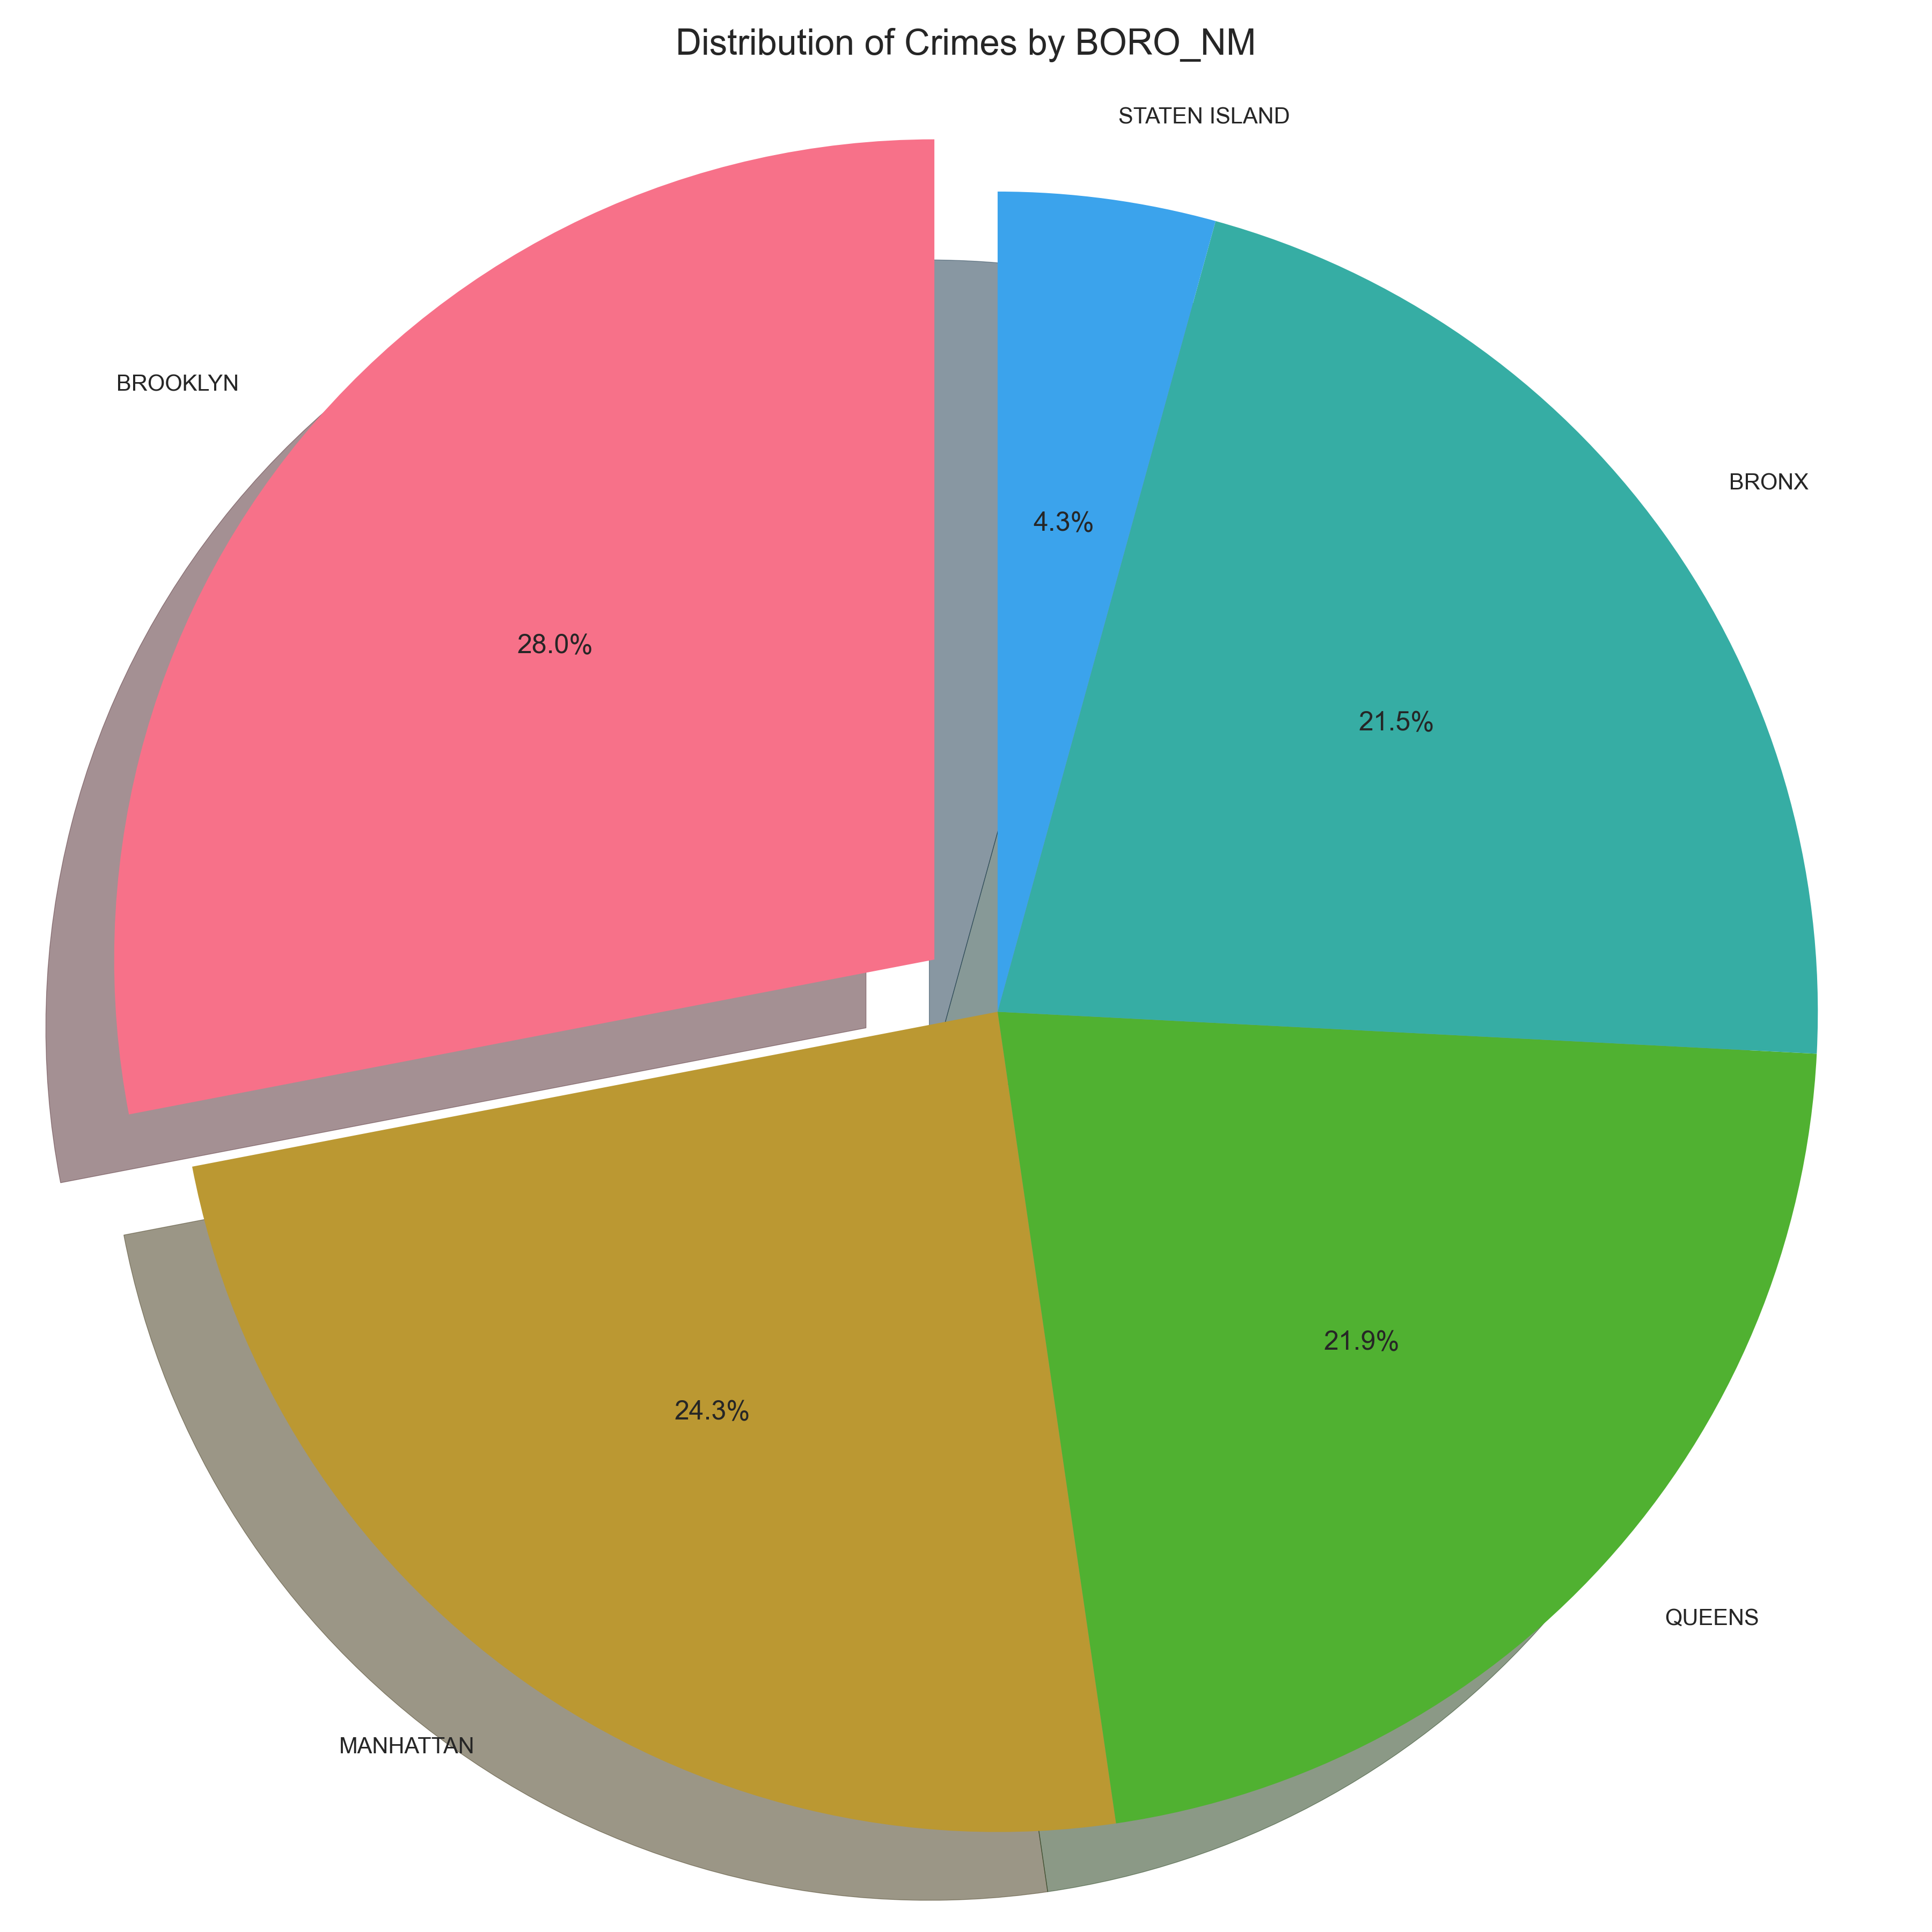 Distribution of Crimes by BORO_NM
STATEN ISLAND
BROOKLYN
BRONX
4.3%
28.0%
21.5%
21.9%
24.3%
QUEENS
MANHATTAN